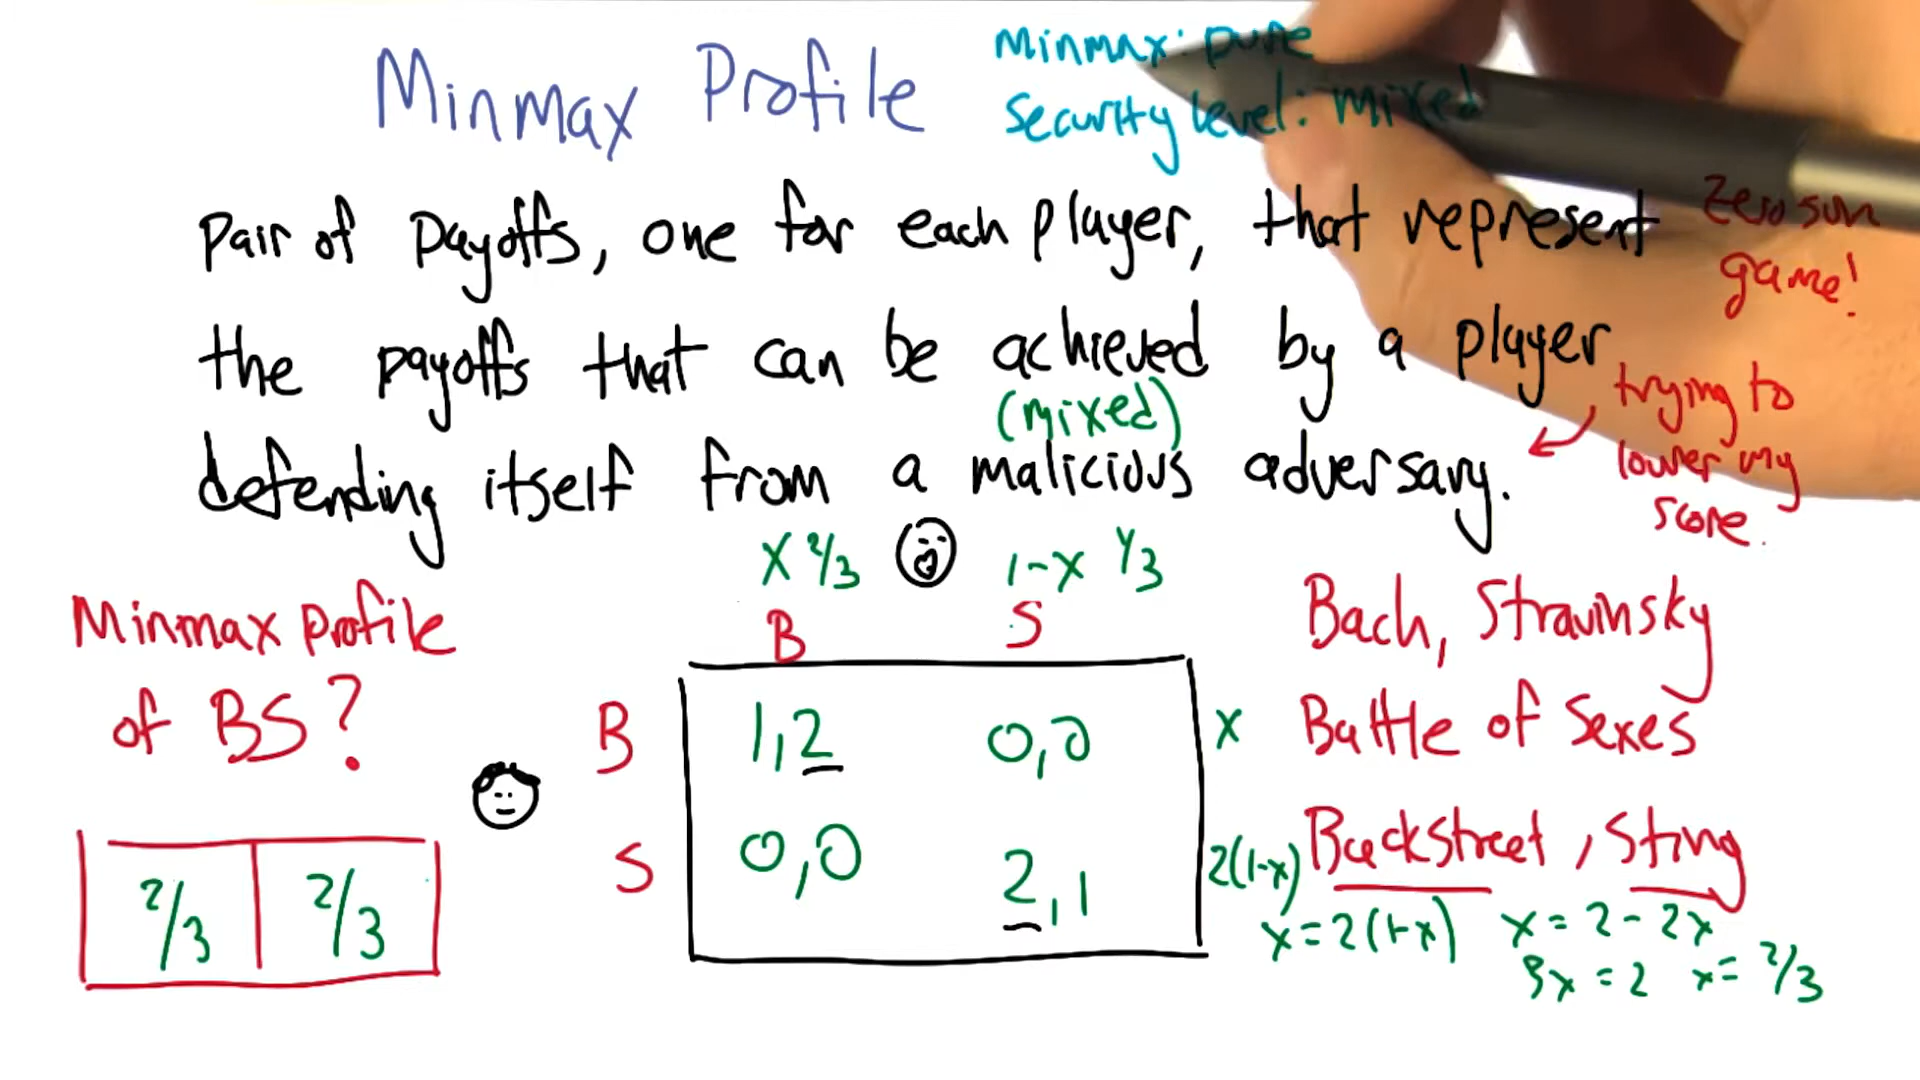 Minmax Profile
Minmax: pure
Security level: mixed
pair of payoffs, one for each player, that represent
the payoffs that can be achieved by a player
(mixed)
defending itself from a malicious adversary.
zero sum
game!
trying to
lower my
score.
X 2/3
1-x 1/3
B
S
Minmax profile
of BS?
B
1,2
0,0
x
S
0,0
2,1
2(1-x)
2/3
2/3
Bach, Stravinsky
Battle of Sexes
Backstreet, Sting
x=2(1-x)
x=2-2x
3x=2
x=2/3